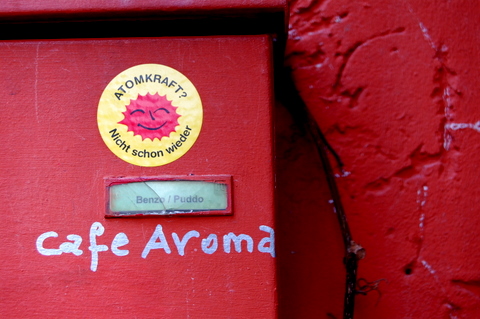 ATOMKRAFT?
Nicht schon wieder
Benzo / Puddo
cafe Aroma